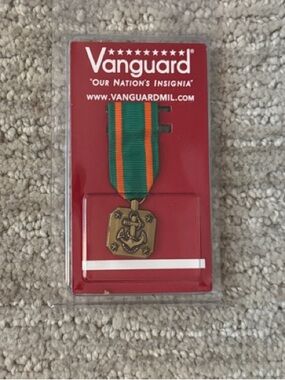 Vanguard®
"OUR NATION'S INSIGNIA"
WWW.VANGUARDMIL.COM